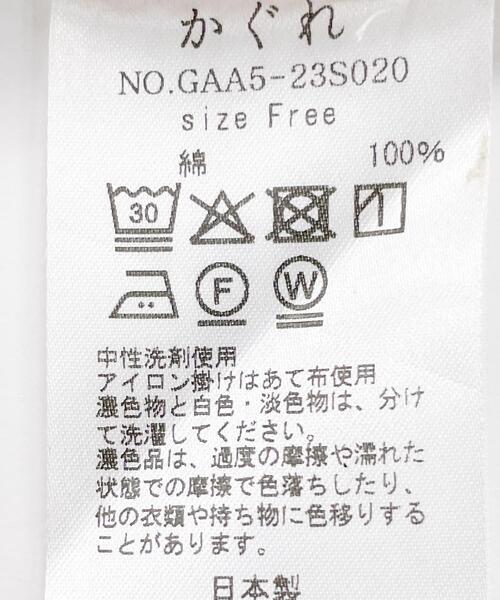 かぐれ
NO.GAA5-23S020
size Free
綿 100%
30
F W
中性洗剤使用
アイロン掛けはあて布使用
濃色物と白色・淡色物は、分け
て洗濯してください。
濃色品は、過度の摩擦や濡れた
状態での摩擦で色落ちしたり、
他の衣類や持ち物に色移りする
ことがあります。
日本製